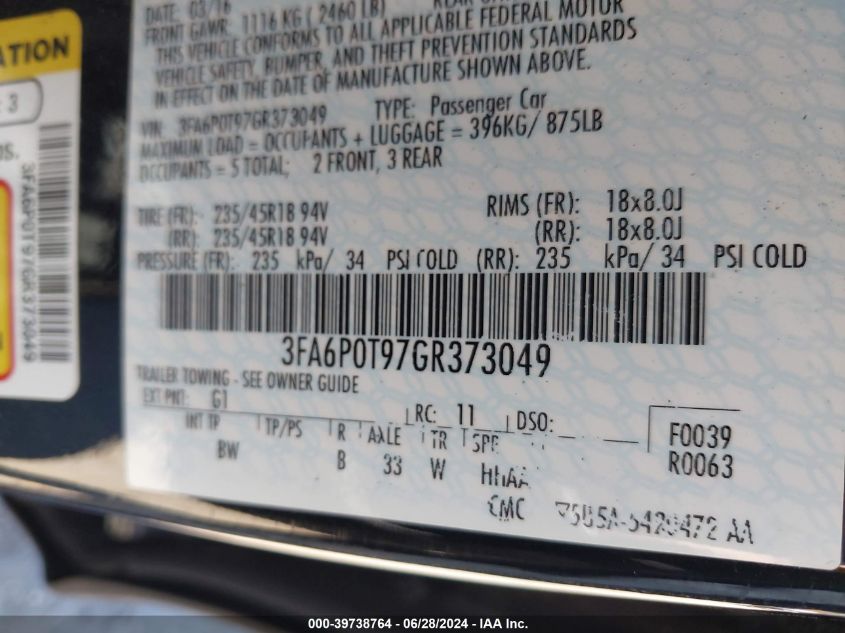 DATE: 03/16
FRONT GAWR: 1116 KG ( 2460 LB)
THIS VEHICLE CONFORMS TO ALL APPLICABLE FEDERAL MOTOR
VEHICLE SAFETY, BUMPER, AND THEFT PREVENTION STANDARDS
IN EFFECT ON THE DATE OF MANUFACTURE SHOWN ABOVE.
VIN: 3FA6P0T97GR373049 TYPE: Passenger Car
MAXIMUM LOAD = OCCUPANTS + LUGGAGE = 396KG/ 875LB
OCCUPANTS = 5 TOTAL; 2 FRONT, 3 REAR
TIRE (FR): 235/45R18 94V RIMS (FR): 18x8.0J
(RR): 235/45R18 94V (RR): 18x8.0J
PRESSURE (FR): 235 kPa/ 34 PSI COLD (RR): 235 kPa/ 34 PSI COLD
3FA6P0T97GR373049
TRAILER TOWING - SEE OWNER GUIDE
EXT PNT: G1 RC: 11 DSO:
F0039
INT TR TP/PS R AXLE TR SPR
R0063
BW B 33 W
3
3FA6P0T97GR373049
000-39738764 - 06/28/2024 - IAA Inc.